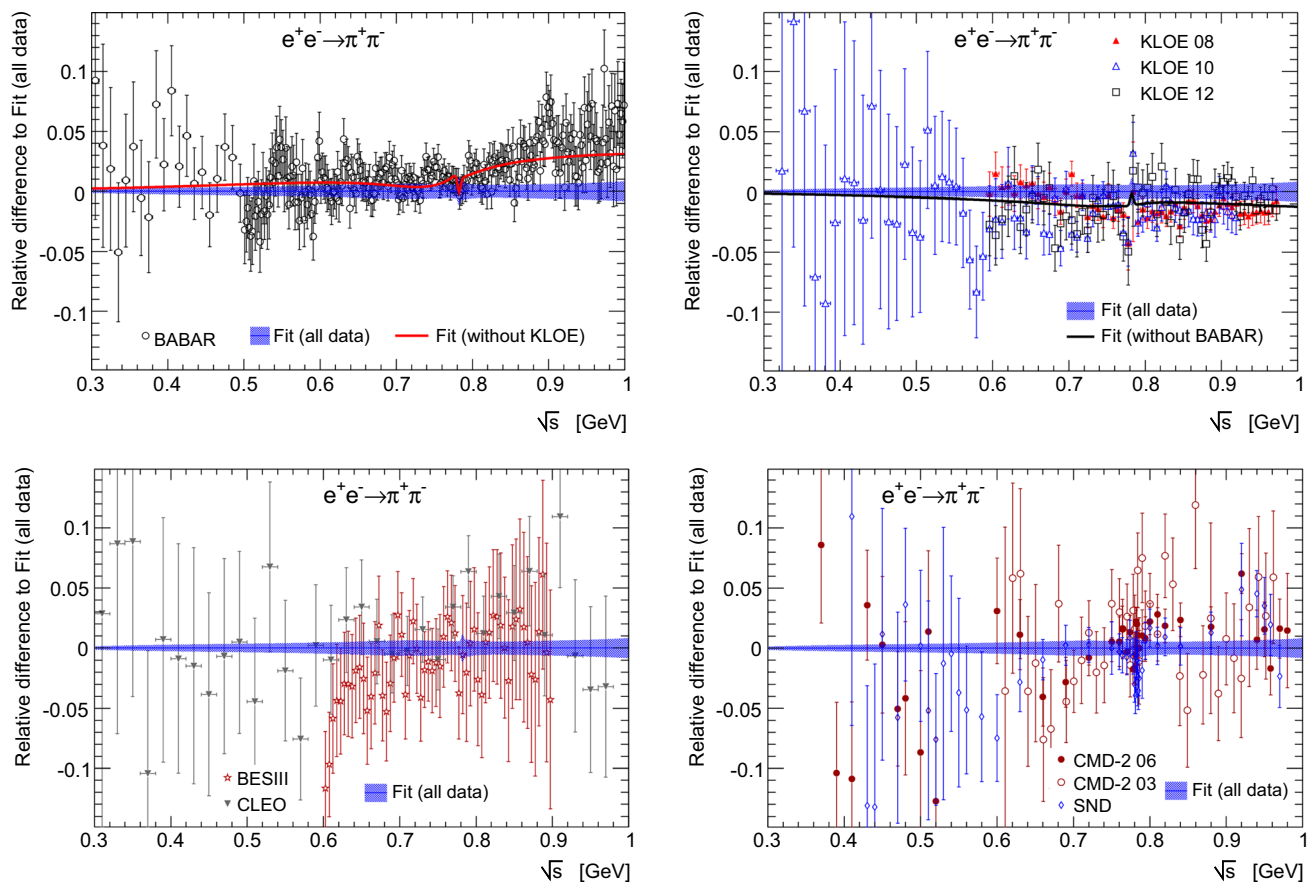 e⁺e⁻→π⁺π⁻
Relative difference to Fit (all data)
0.1
0.05
0
-0.05
-0.1
BABAR
Fit (all data)
Fit (without KLOE)
0.3 0.4 0.5 0.6 0.7 0.8 0.9 1
√s [GeV]
e⁺e⁻→π⁺π⁻
KLOE 08
KLOE 10
KLOE 12
Relative difference to Fit (all data)
0.1
0.05
0
-0.05
-0.1
Fit (all data)
Fit (without BABAR)
0.3 0.4 0.5 0.6 0.7 0.8 0.9 1
√s [GeV]
e⁺e⁻→π⁺π⁻
Relative difference to Fit (all data)
0.1
0.05
0
-0.05
-0.1
BESIII
CLEO
Fit (all data)
0.3 0.4 0.5 0.6 0.7 0.8 0.9 1
√s [GeV]
e⁺e⁻→π⁺π⁻
Relative difference to Fit (all data)
0.1
0.05
0
-0.05
-0.1
CMD-2 06
CMD-2 03
SND
Fit (all data)
0.3 0.4 0.5 0.6 0.7 0.8 0.9 1
√s [GeV]